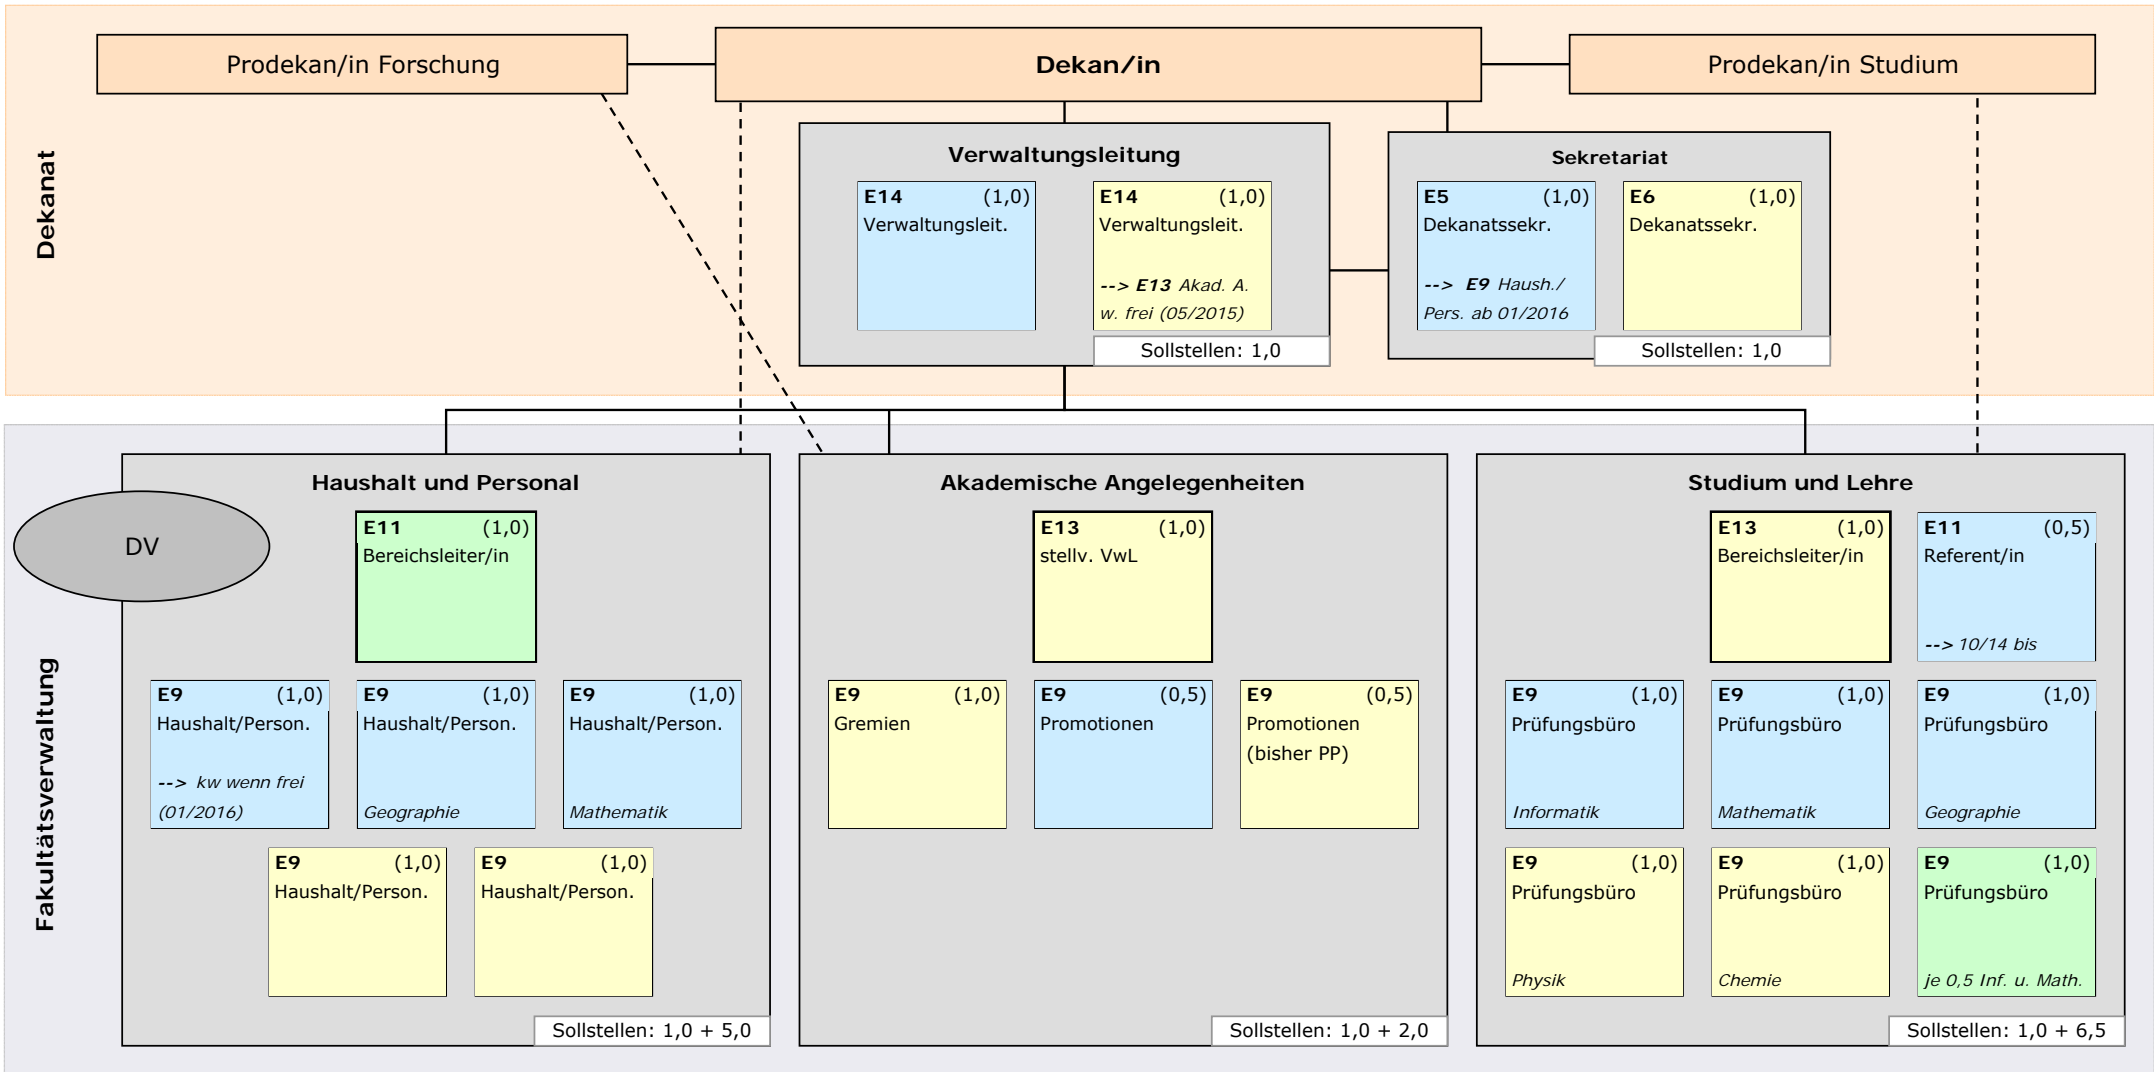 Prodekan/in Forschung
Dekan/in
Prodekan/in Studium
Dekanat
Verwaltungsleitung
E14 (1,0)
Verwaltungsleit.
E14 (1,0)
Verwaltungsleit.
--> E13 Akad. A.
w. frei (05/2015)
Sollstellen: 1,0
Sekretariat
E5 (1,0)
Dekanatssekr.
--> E9 Haush./
Pers. ab 01/2016
E6 (1,0)
Dekanatssekr.
Sollstellen: 1,0
Fakultätsverwaltung
Haushalt und Personal
DV
E11 (1,0)
Bereichsleiter/in
E9 (1,0)
Haushalt/Person.
--> kw wenn frei
(01/2016)
E9 (1,0)
Haushalt/Person.
Geographie
E9 (1,0)
Haushalt/Person.
Mathematik
E9 (1,0)
Haushalt/Person.
E9 (1,0)
Haushalt/Person.
Sollstellen: 1,0 + 5,0
Akademische Angelegenheiten
E13 (1,0)
stellv. VwL
E9 (1,0)
Gremien
E9 (0,5)
Promotionen
E9 (0,5)
Promotionen
(bisher PP)
Sollstellen: 1,0 + 2,0
Studium und Lehre
E13 (1,0)
Bereichsleiter/in
E11 (0,5)
Referent/in
--> 10/14 bis
E9 (1,0)
Prüfungsbüro
Informatik
E9 (1,0)
Prüfungsbüro
Mathematik
E9 (1,0)
Prüfungsbüro
Geographie
E9 (1,0)
Prüfungsbüro
Physik
E9 (1,0)
Prüfungsbüro
Chemie
E9 (1,0)
Prüfungsbüro
je 0,5 Inf. u. Math.
Sollstellen: 1,0 + 6,5